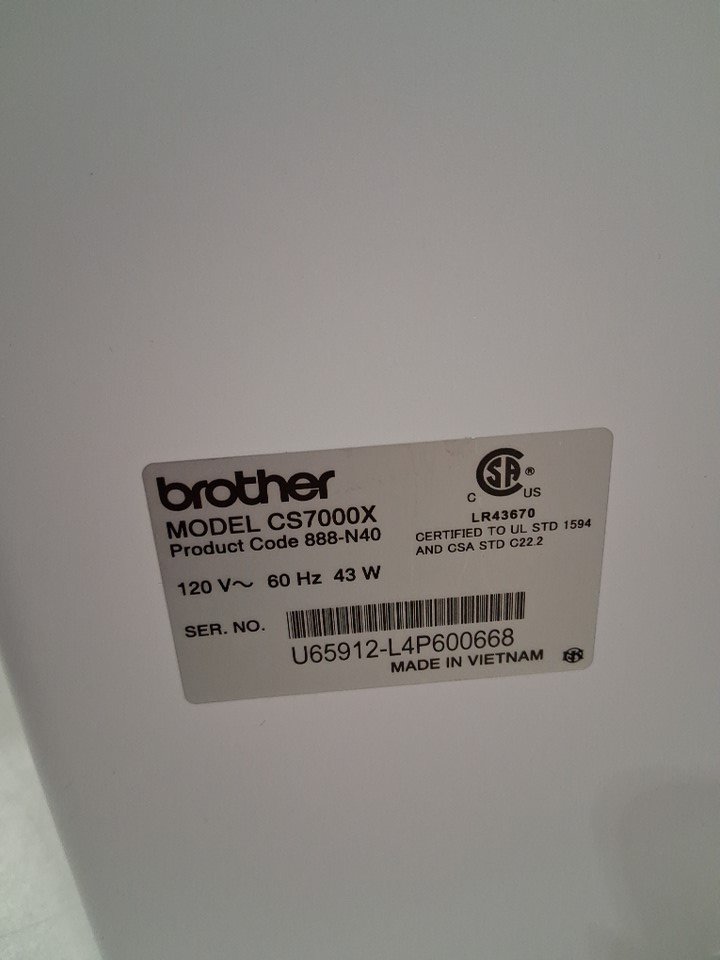 brother
MODEL CS7000X
Product Code 888-N40
120 V~ 60 Hz 43 W
SER. NO.
U65912-L4P600668
MADE IN VIETNAM
C SA ® US
LR43670
CERTIFIED TO UL STD 1594
AND CSA STD C22.2